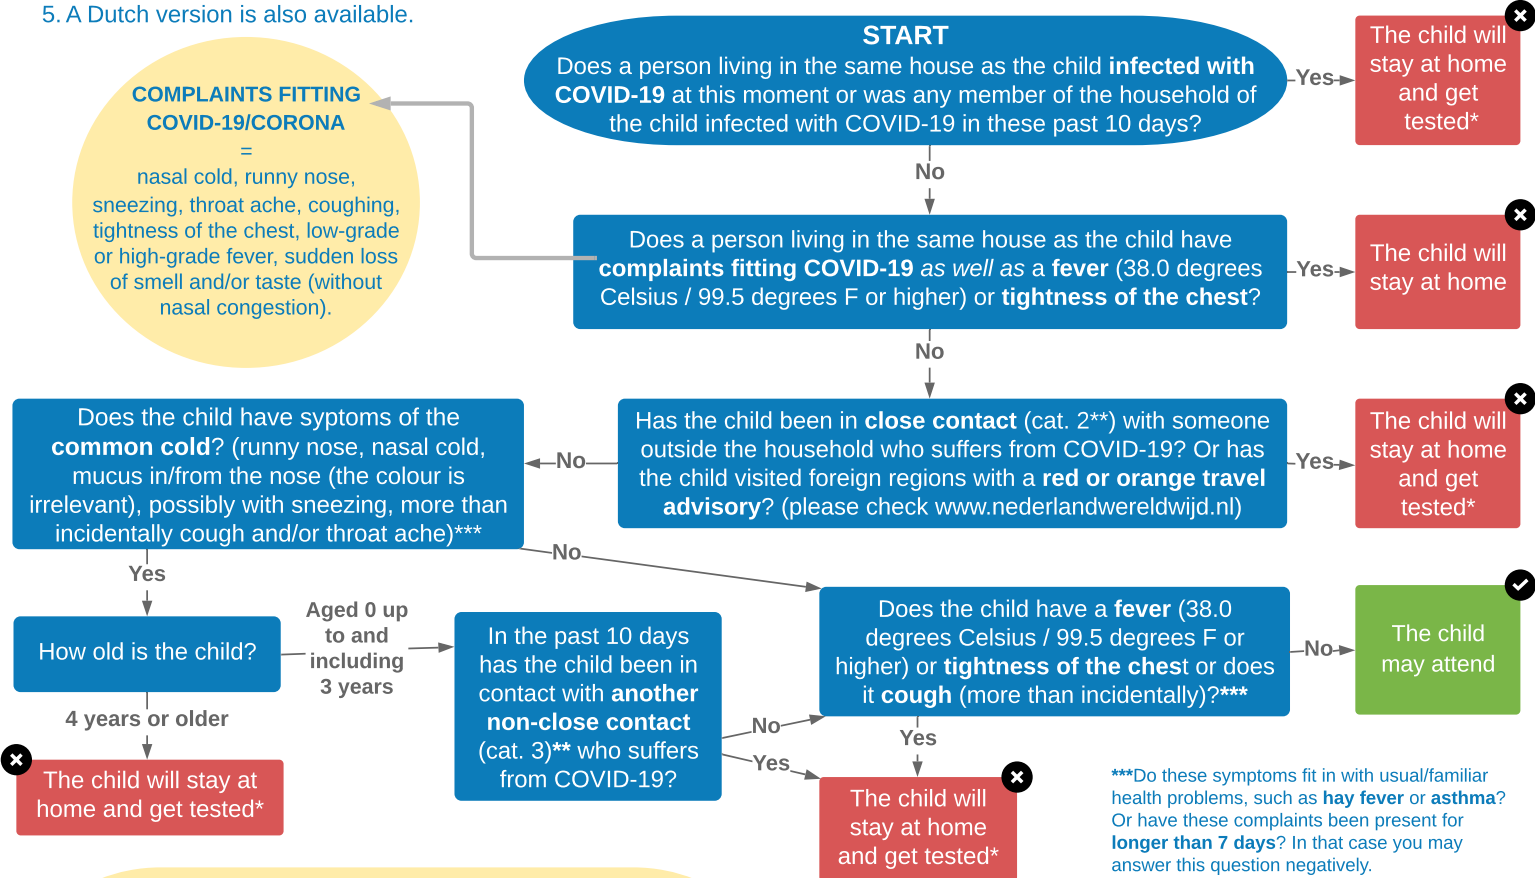 5. A Dutch version is also available.
COMPLAINTS FITTING
COVID-19/CORONA
=
nasal cold, runny nose,
sneezing, throat ache, coughing,
tightness of the chest, low-grade
or high-grade fever, sudden loss
of smell and/or taste (without
nasal congestion).
START
Does a person living in the same house as the child infected with
COVID-19 at this moment or was any member of the household of
the child infected with COVID-19 in these past 10 days?
Yes
The child will
stay at home
and get
tested*
No
Does a person living in the same house as the child have
complaints fitting COVID-19 as well as a fever (38.0 degrees
Celsius / 99.5 degrees F or higher) or tightness of the chest?
Yes
The child will
stay at home
No
Has the child been in close contact (cat. 2**) with someone
outside the household who suffers from COVID-19? Or has
the child visited foreign regions with a red or orange travel
advisory? (please check www.nederlandwereldwijd.nl)
Yes
The child will
stay at home
and get
tested*
No
Does the child have syptoms of the
common cold? (runny nose, nasal cold,
mucus in/from the nose (the colour is
irrelevant), possibly with sneezing, more than
incidentally cough and/or throat ache)***
No
Yes
How old is the child?
Aged 0 up
to and
including
3 years
4 years or older
The child will stay at
home and get tested*
In the past 10 days
has the child been in
contact with another
non-close contact
(cat. 3)** who suffers
from COVID-19?
No
Yes
Does the child have a fever (38.0
degrees Celsius / 99.5 degrees F or
higher) or tightness of the chest or does
it cough (more than incidentally)?***
No
The child
may attend
Yes
The child will
stay at home
and get tested*
***Do these symptoms fit in with usual/familiar
health problems, such as hay fever or asthma?
Or have these complaints been present for
longer than 7 days? In that case you may
answer this question negatively.